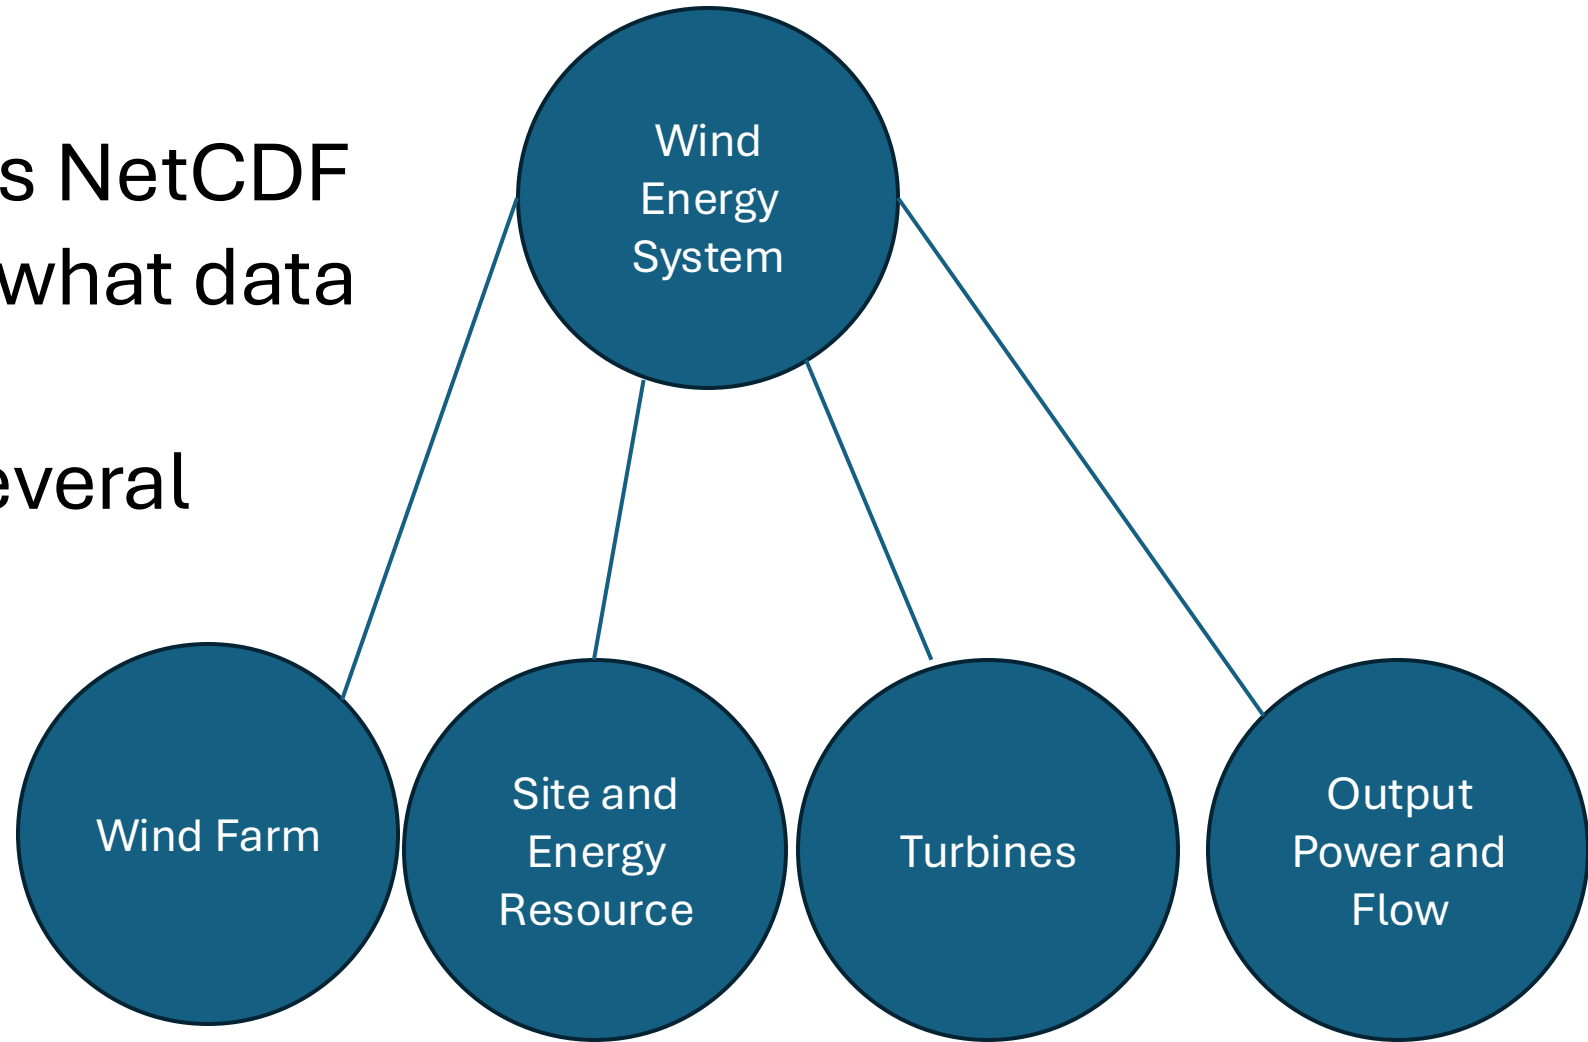 s NetCDF
what data
everal
Wind
Energy
System
Wind Farm
Site and
Energy
Resource
Turbines
Output
Power and
Flow